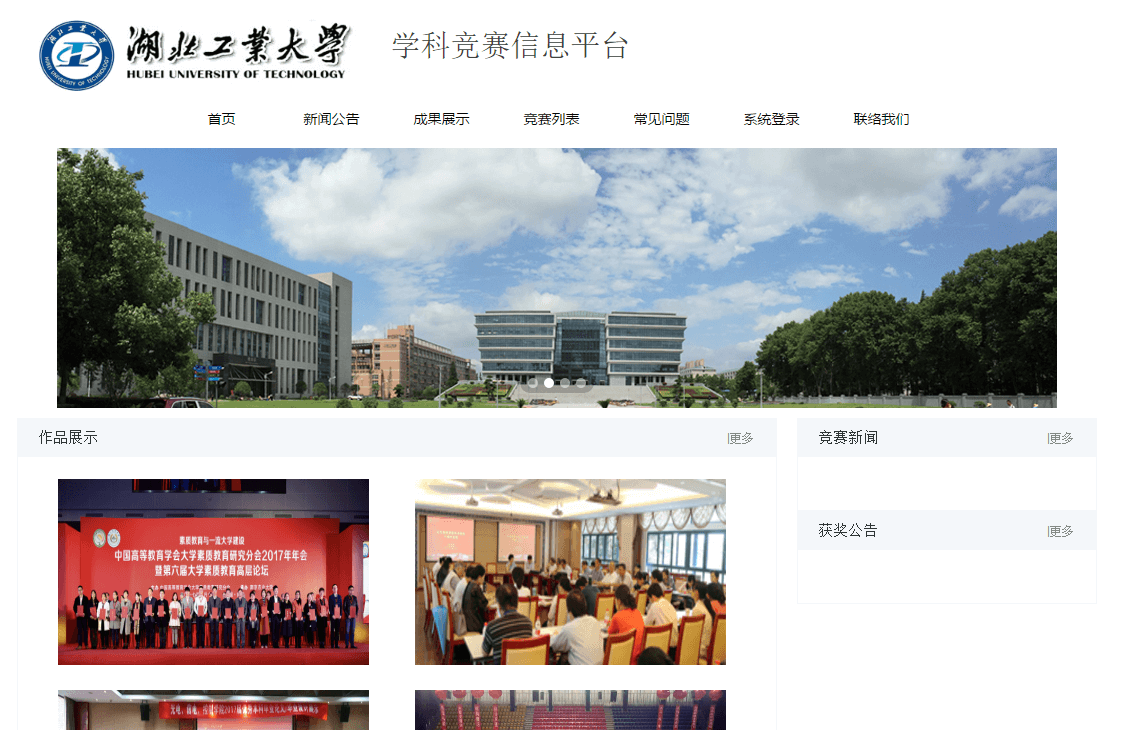 湖北工業大學
HUBEI UNIVERSITY OF TECHNOLOGY
学科竞赛信息平台
首页 新闻公告 成果展示 竞赛列表 常见问题 系统登录 联络我们
作品展示 |更多
竞赛新闻 |更多
素质教育与一流大学建设
中国高等教育学会大学素质教育研究分会2017年年会
暨第六届大学素质教育高层论坛
获奖公告 |更多